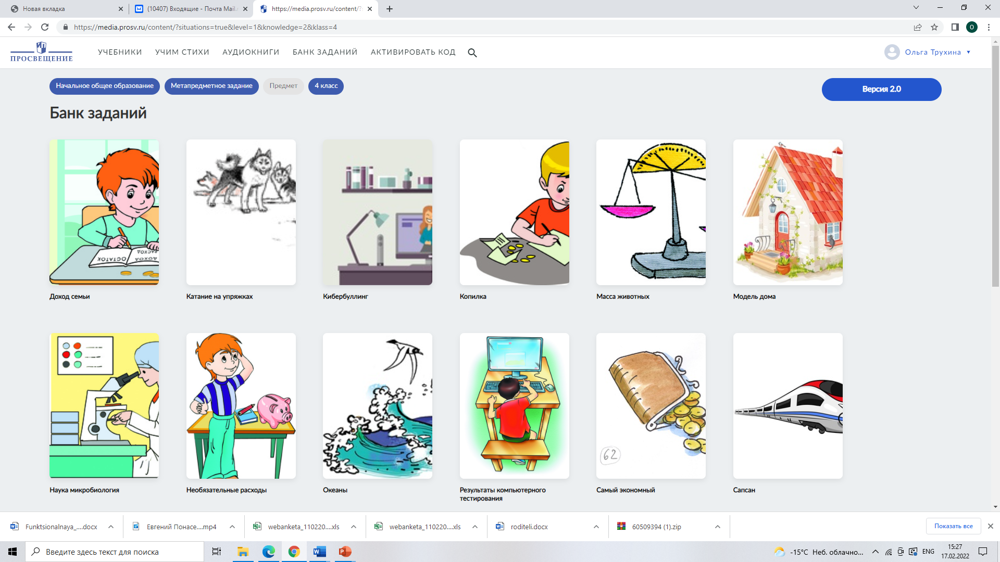 Новая вкладка
(10407) Входящие - Почта Mail.
https://media.prosv.ru/content/?
https://media.prosv.ru/content/?situations=true&level=1&knowledge=2&klass=4
О
ПРОСВЕЩЕНИЕ
УЧЕБНИКИ УЧИМ СТИХИ АУДИОКНИГИ БАНК ЗАДАНИЙ АКТИВИРОВАТЬ КОД
Ольга Трухина
Начальное общее образование Метапредметное задание Предмет 4 класс
Версия 2.0
Банк заданий
ОСТАТОК ДОХОД РАСХОД
Доход семьи Катание на упряжках Кибербуллинг Копилка Масса животных Модель дома
62
Наука микробиология Необязательные расходы Океаны Результаты компьютерного тестирования Самый экономный Сапсан
Funktsionalnaya_....docx Евгений Понасе....mp4 webanketa_110220....xls webanketa_110220....xls roditeli.docx 60509394 (1).zip Показать все
Введите здесь текст для поиска
-15°C Неб. облачно... ENG 15:27
17.02.2022